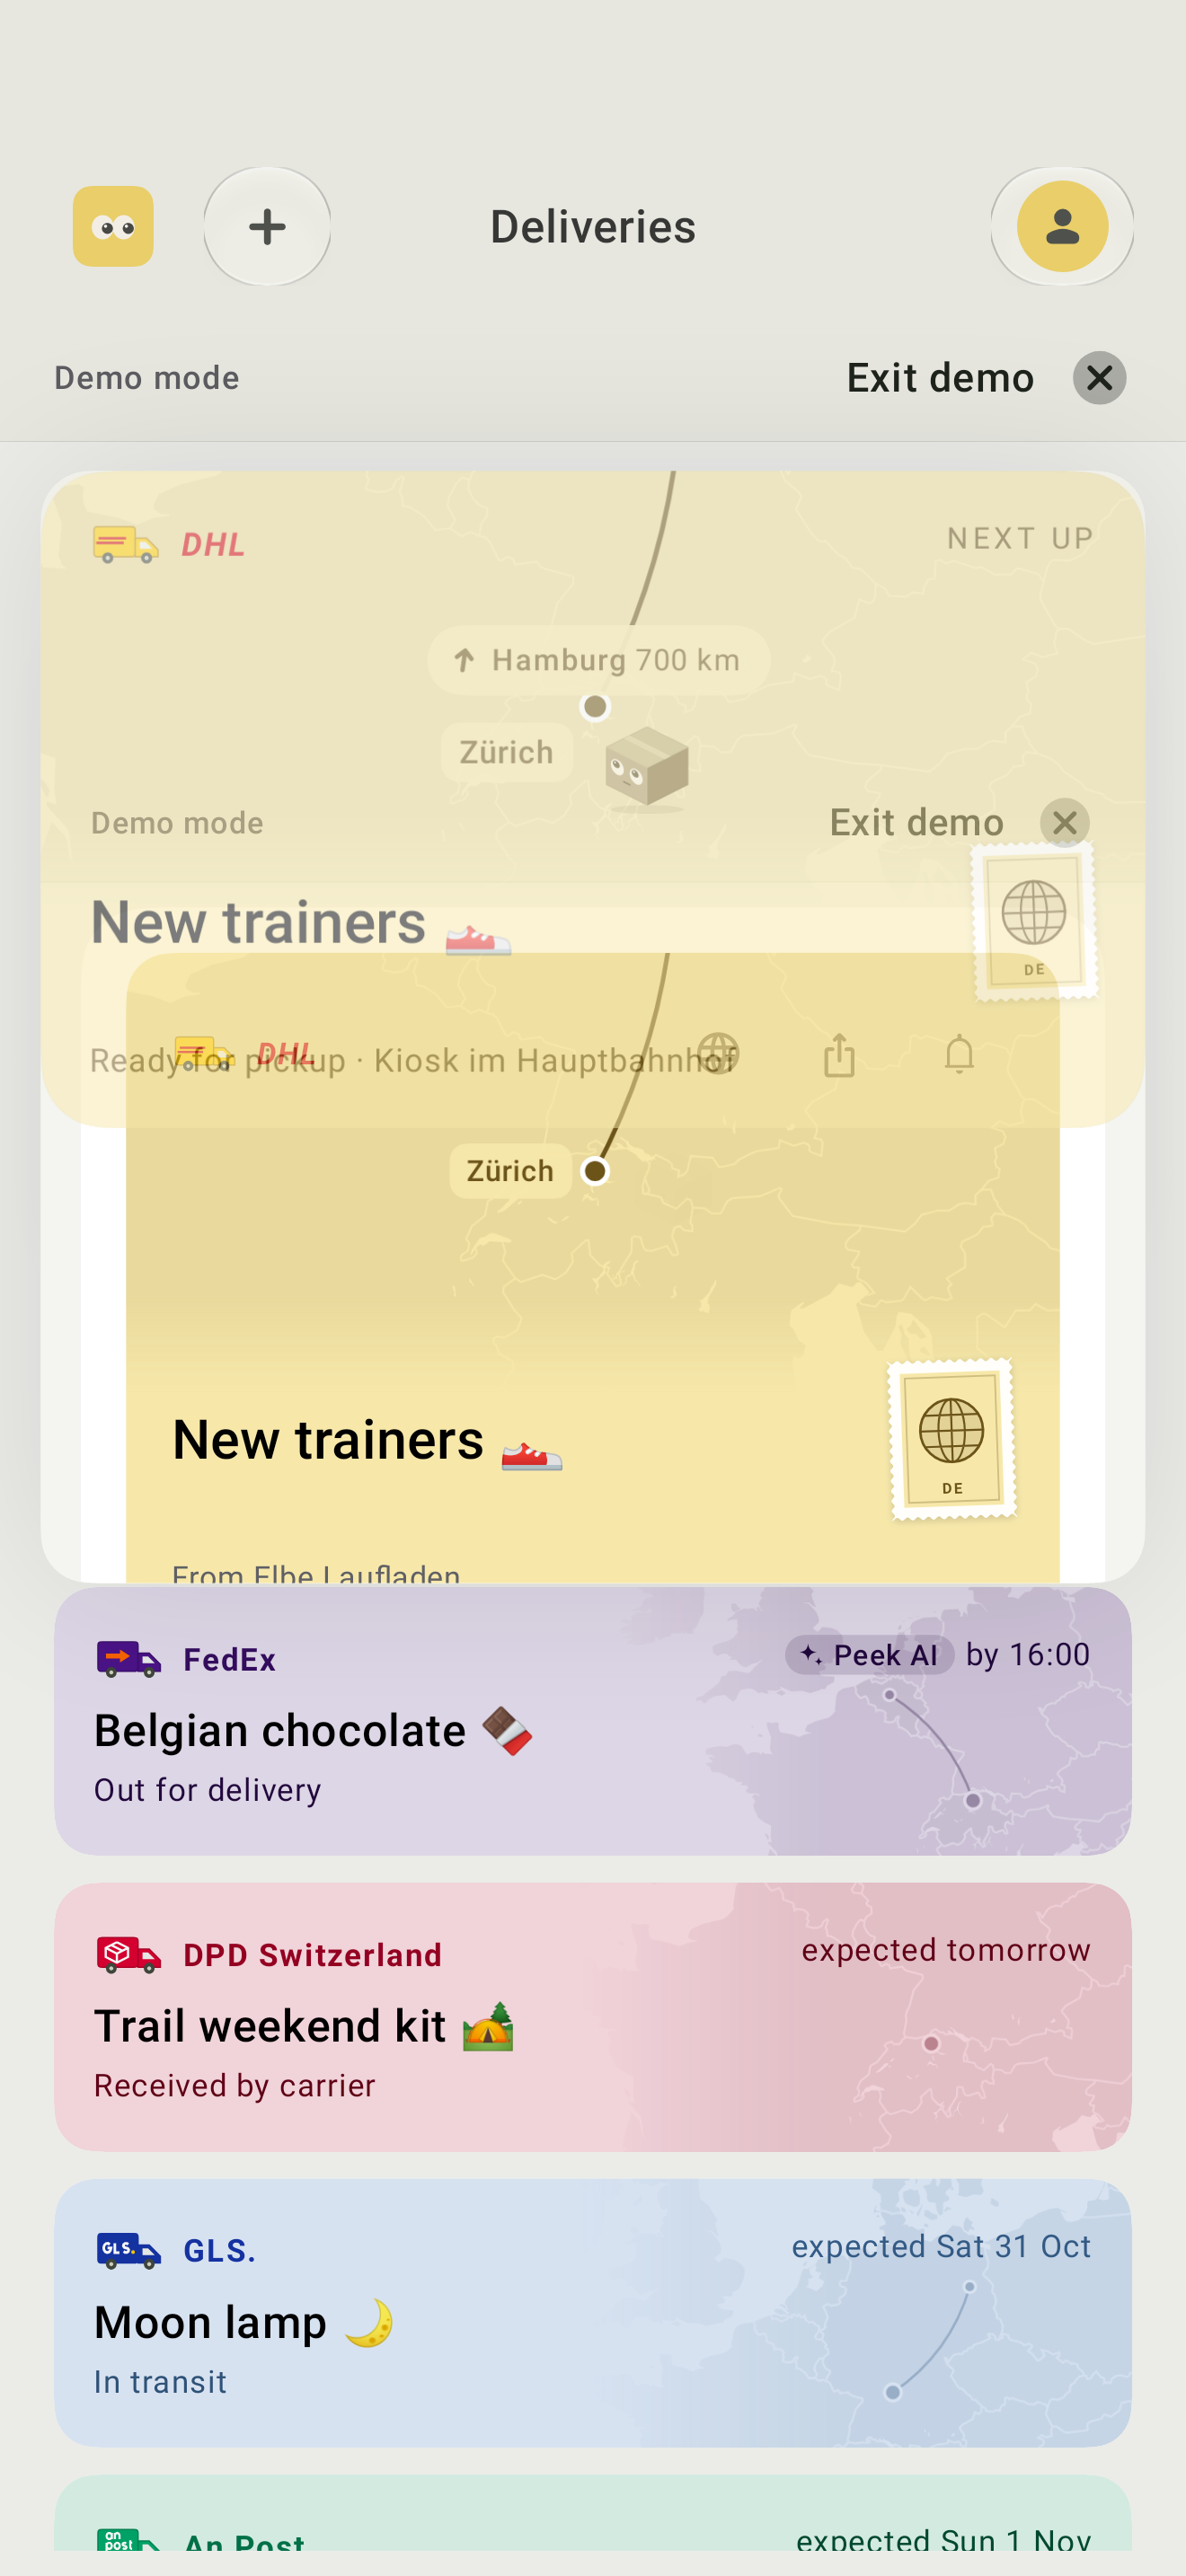 Deliveries
Demo mode
Exit demo
DHL
NEXT UP
Hamburg 700 km
Zürich
Demo mode
Exit demo
New trainers
DE
DHL
Ready for pickup · Kiosk im Hauptbahnhof
Zürich
New trainers
DE
From Elbe Laufladen
FedEx
Peek AI by 16:00
Belgian chocolate
Out for delivery
DPD Switzerland
expected tomorrow
Trail weekend kit
Received by carrier
GLS.
GLS.
expected Sat 31 Oct
Moon lamp
In transit
an
post
An Post
expected Sun 1 Nov